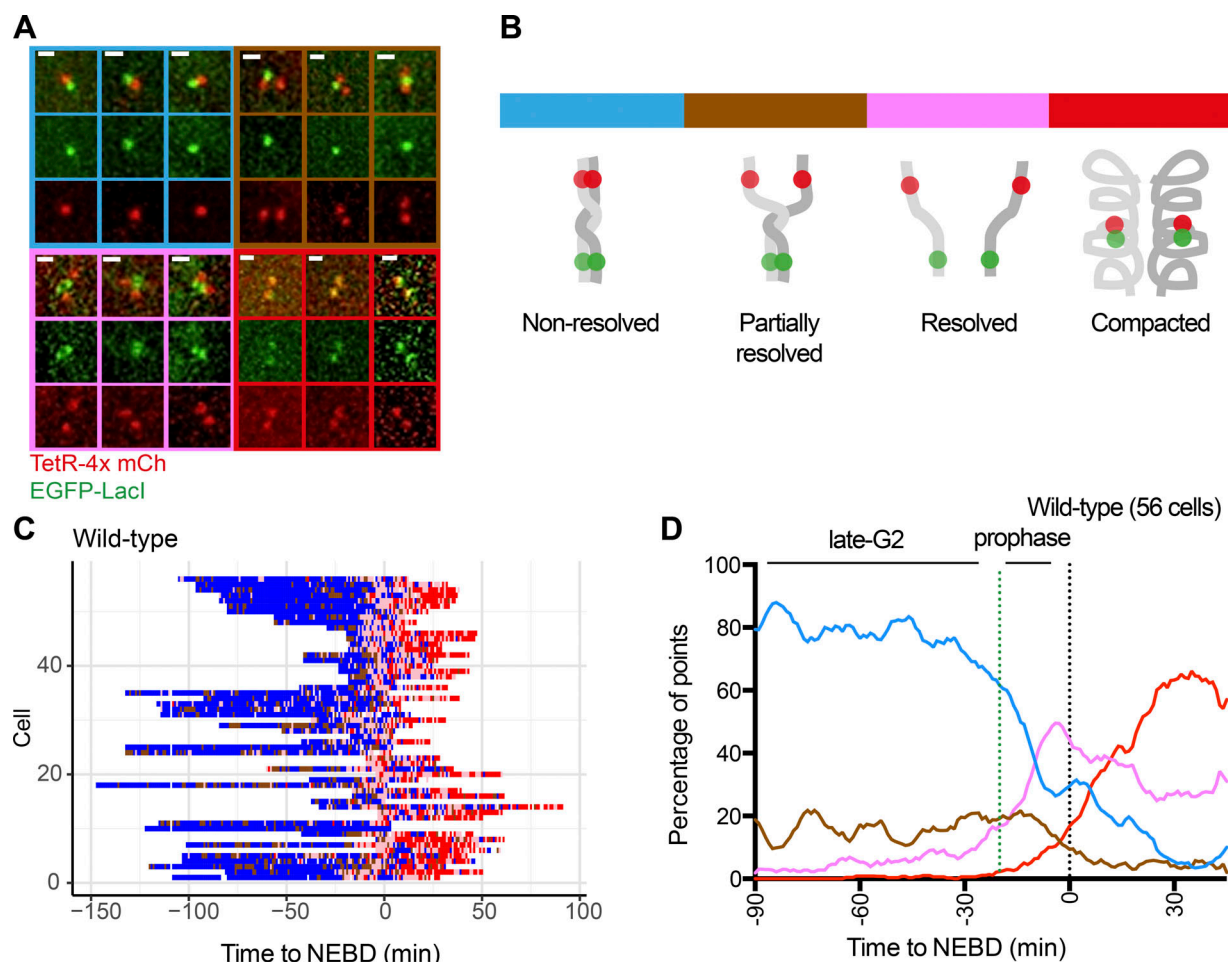 A
B
TetR-4x mCh
EGFP-LacI
Non-resolved
Partially
resolved
Resolved
Compacted
C
Wild-type
Cell
40
20
0
−150
−100
−50
0
50
100
Time to NEBD (min)
D
Wild-type (56 cells)
late-G2
prophase
Percentage of points
100
80
60
40
20
0
-90
-60
-30
0
30
Time to NEBD (min)